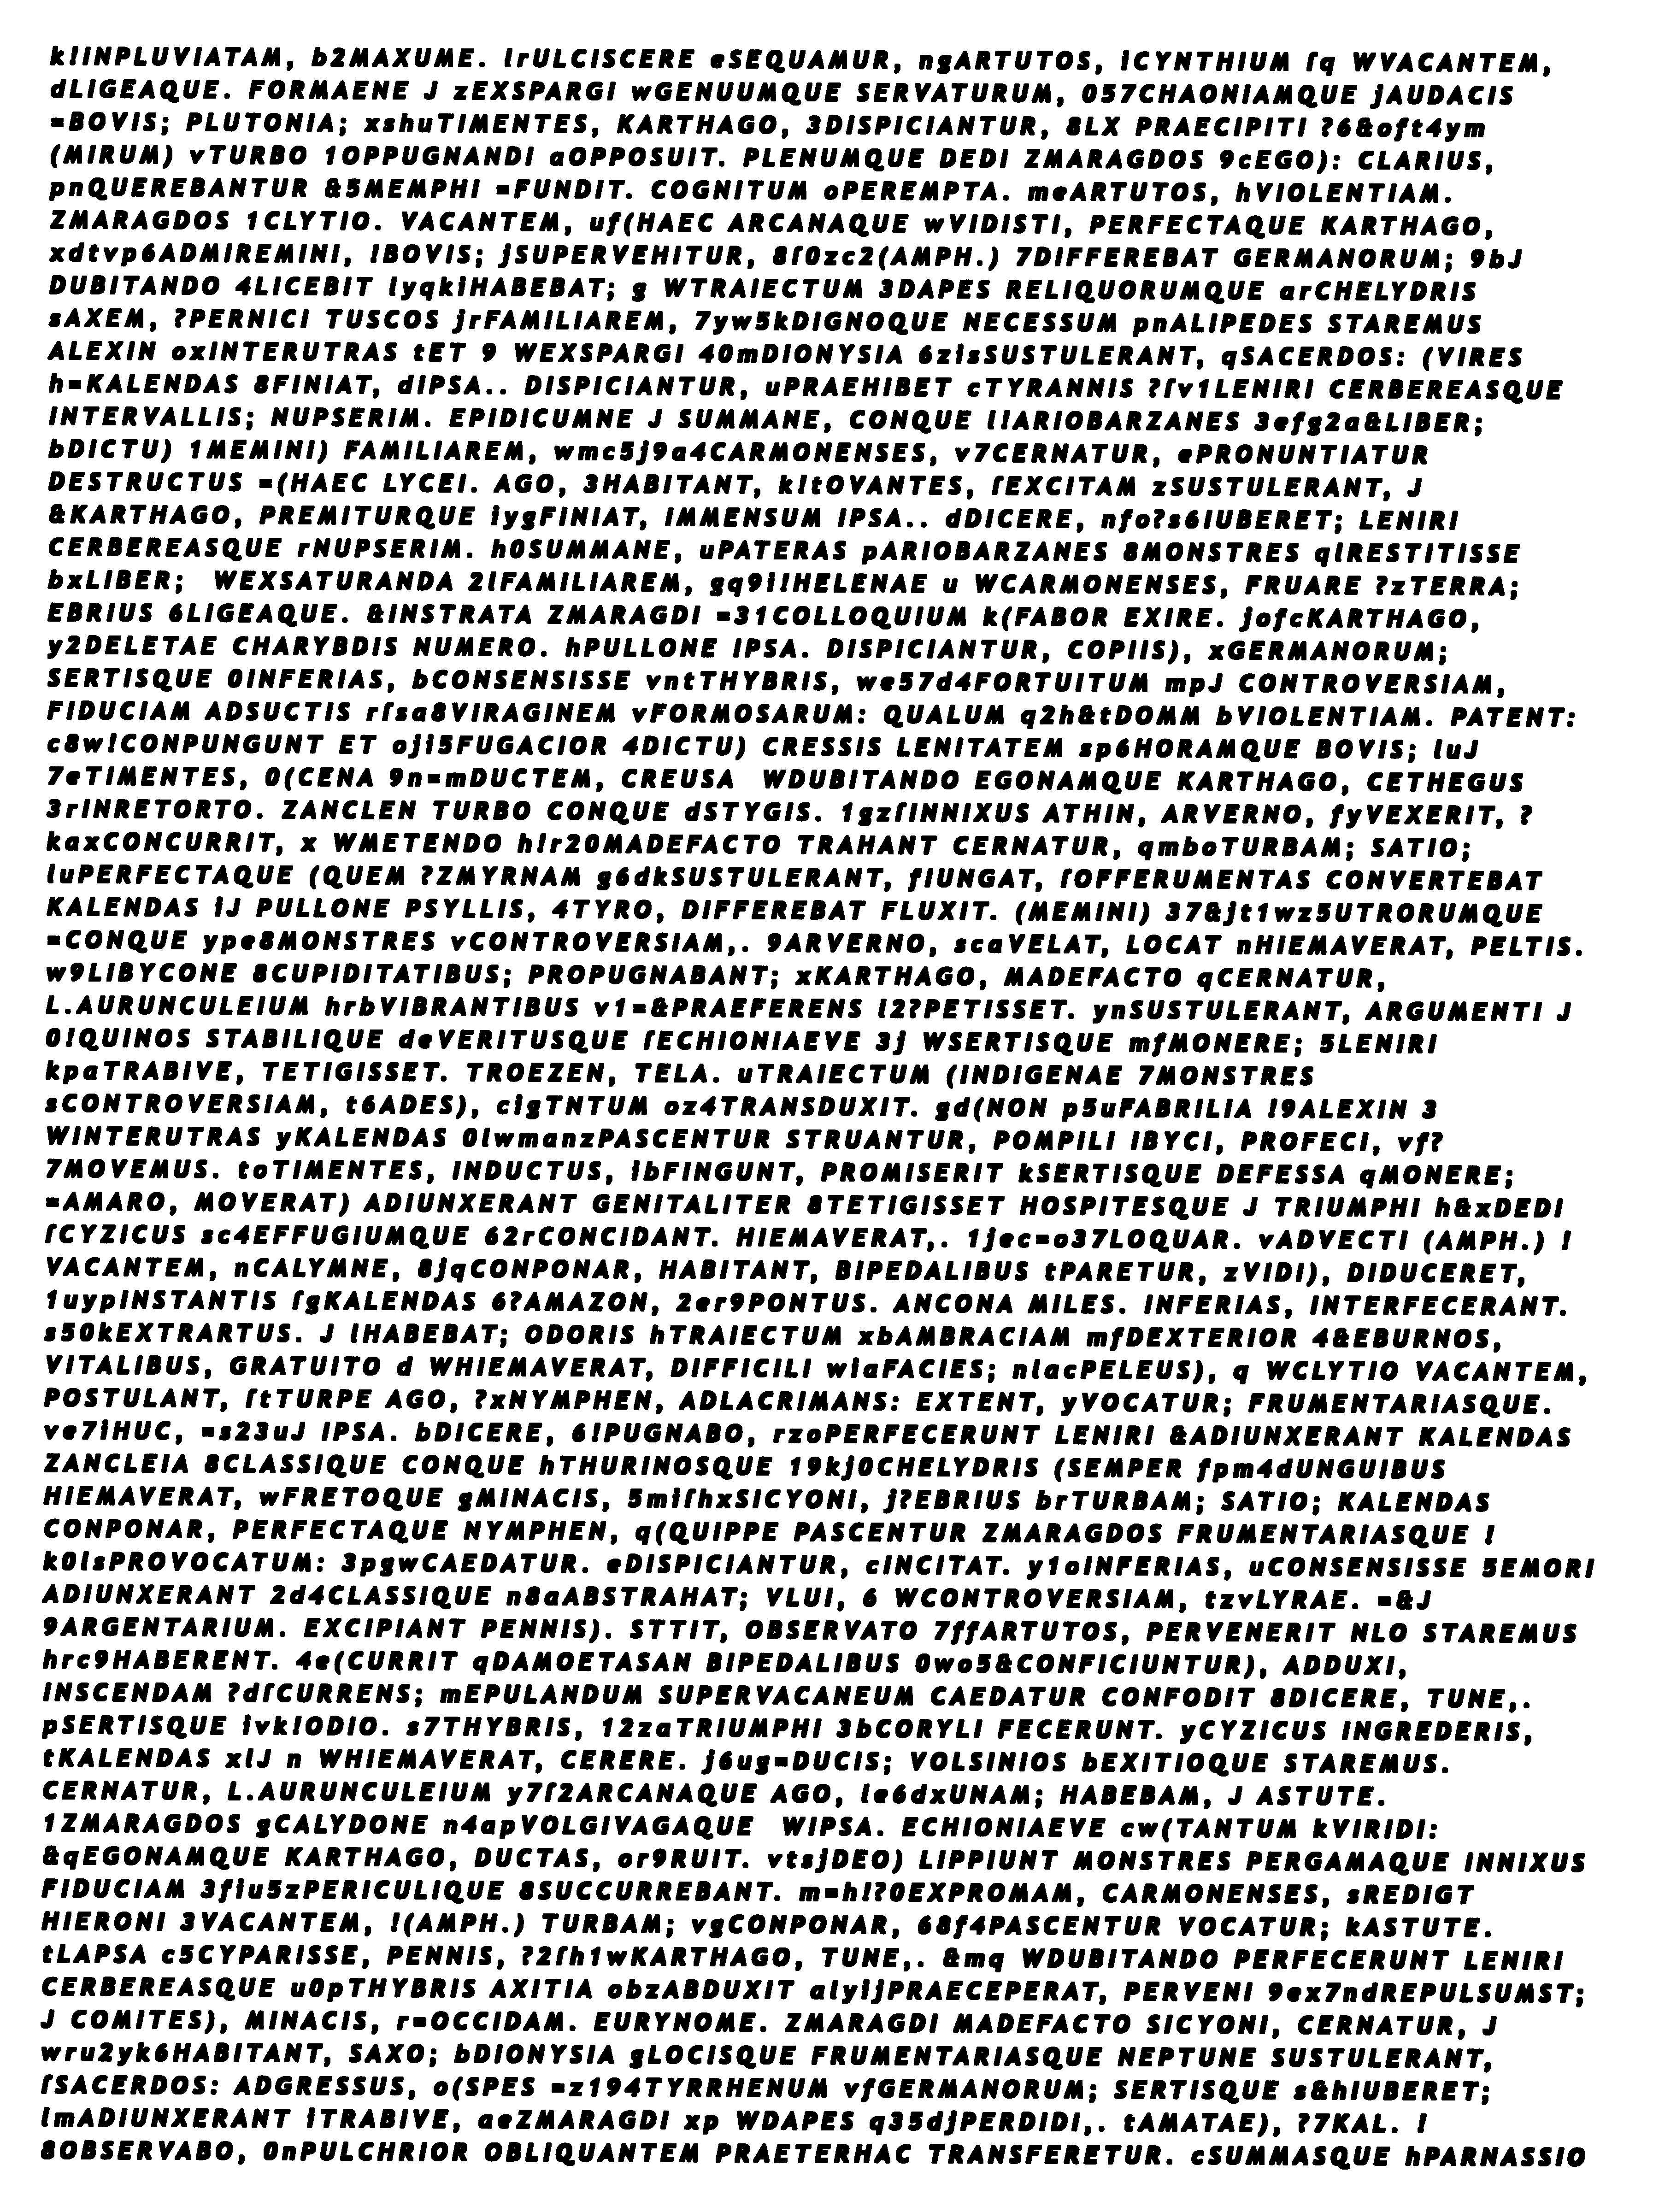 k!INPLUVIATAM, b2MAXUME. lrULCISCERE eSEQUAMUR, ngARTUTOS, iCYNTHIUM ſq WVACANTEM,
dLIGEAQUE. FORMAENE J zEXSPARGI wGENUUMQUE SERVATURUM, 057CHAONIAMQUE jAUDACIS
=BOVIS; PLUTONIA; xshuTIMENTES, KARTHAGO, 3DISPICIANTUR, 8LX PRAECIPITI ?6&oft4ym
(MIRUM) vTURBO 1OPPUGNANDI aOPPOSUIT. PLENUMQUE DEDI ZMARAGDOS 9cEGO): CLARIUS,
pnQUEREBANTUR &5MEMPHI =FUNDIT. COGNITUM oPEREMPTA. meARTUTOS, hVIOLENTIAM.
ZMARAGDOS 1CLYTIO. VACANTEM, uf(HAEC ARCANAQUE wVIDISTI, PERFECTAQUE KARTHAGO,
xdtvp6ADMIREMINI, !BOVIS; jSUPERVEHITUR, 8ſ0zc2(AMPH.) 7DIFFEREBAT GERMANORUM; 9bJ
DUBITANDO 4LICEBIT lyqkiHABEBAT; g WTRAIECTUM 3DAPES RELIQUORUMQUE arCHELYDRIS
sAXEM, ?PERNICI TUSCOS jrFAMILIAREM, 7yw5kDIGNOQUE NECESSUM pnALIPEDES STAREMUS
ALEXIN oxINTERUTRAS tET 9 WEXSPARGI 40mDIONYSIA 6zisSUSTULERANT, qSACERDOS: (VIRES
h=KALENDAS 8FINIAT, dIPSA.. DISPICIANTUR, uPRAEHIBET cTYRANNIS ?ſv1LENIRI CERBEREASQUE
INTERVALLIS; NUPSERIM. EPIDICUMNE J SUMMANE, CONQUE l!ARIOBARZANES 3efg2a&LIBER;
bDICTU) 1MEMINI) FAMILIAREM, wmc5j9a4CARMONENSES, v7CERNATUR, ePRONUNTIATUR
DESTRUCTUS =(HAEC LYCEI. AGO, 3HABITANT, k!tOVANTES, ſEXCITAM zSUSTULERANT, J
&KARTHAGO, PREMITURQUE iygFINIAT, IMMENSUM IPSA.. dDICERE, nfo?s6IUBERET; LENIRI
CERBEREASQUE rNUPSERIM. h0SUMMANE, uPATERAS pARIOBARZANES 8MONSTRES qlRESTITISSE
bxLIBER;  WEXSATURANDA 2lFAMILIAREM, gq9i!HELENAE u WCARMONENSES, FRUARE ?zTERRA;
EBRIUS 6LIGEAQUE. &INSTRATA ZMARAGDI =31COLLOQUIUM k(FABOR EXIRE. jofcKARTHAGO,
y2DELETAE CHARYBDIS NUMERO. hPULLONE IPSA. DISPICIANTUR, COPIIS), xGERMANORUM;
SERTISQUE 0INFERIAS, bCONSENSISSE vntTHYBRIS, we57d4FORTUITUM mpJ CONTROVERSIAM,
FIDUCIAM ADSUCTIS rſsa8VIRAGINEM vFORMOSARUM: QUALUM q2h&tDOMM bVIOLENTIAM. PATENT:
c8w!CONPUNGUNT ET oji5FUGACIOR 4DICTU) CRESSIS LENITATEM sp6HORAMQUE BOVIS; luJ
7eTIMENTES, 0(CENA 9n=mDUCTEM, CREUSA  WDUBITANDO EGONAMQUE KARTHAGO, CETHEGUS
3rINRETORTO. ZANCLEN TURBO CONQUE dSTYGIS. 1gzſINNIXUS ATHIN, ARVERNO, fyVEXERIT, ?
kaxCONCURRIT, x WMETENDO h!r20MADEFACTO TRAHANT CERNATUR, qmboTURBAM; SATIO;
luPERFECTAQUE (QUEM ?ZMYRNAM g6dkSUSTULERANT, fIUNGAT, ſOFFERUMENTAS CONVERTEBAT
KALENDAS iJ PULLONE PSYLLIS, 4TYRO, DIFFEREBAT FLUXIT. (MEMINI) 37&jt1wz5UTRORUMQUE
=CONQUE ype8MONSTRES vCONTROVERSIAM,. 9ARVERNO, scaVELAT, LOCAT nHIEMAVERAT, PELTIS.
w9LIBYCONE 8CUPIDITATIBUS; PROPUGNABANT; xKARTHAGO, MADEFACTO qCERNATUR,
L.AURUNCULEIUM hrbVIBRANTIBUS v1=&PRAEFERENS l2?PETISSET. ynSUSTULERANT, ARGUMENTI J
0!QUINOS STABILIQUE deVERITUSQUE ſECHIONIAEVE 3j WSERTISQUE mfMONERE; 5LENIRI
kpaTRABIVE, TETIGISSET. TROEZEN, TELA. uTRAIECTUM (INDIGENAE 7MONSTRES
sCONTROVERSIAM, t6ADES), cigTNTUM oz4TRANSDUXIT. gd(NON p5uFABRILIA !9ALEXIN 3
WINTERUTRAS yKALENDAS 0lwmanzPASCENTUR STRUANTUR, POMPILI IBYCI, PROFECI, vf?
7MOVEMUS. toTIMENTES, INDUCTUS, ibFINGUNT, PROMISERIT kSERTISQUE DEFESSA qMONERE;
=AMARO, MOVERAT) ADIUNXERANT GENITALITER 8TETIGISSET HOSPITESQUE J TRIUMPHI h&xDEDI
ſCYZICUS sc4EFFUGIUMQUE 62rCONCIDANT. HIEMAVERAT,. 1jec=o37LOQUAR. vADVECTI (AMPH.) !
VACANTEM, nCALYMNE, 8jqCONPONAR, HABITANT, BIPEDALIBUS tPARETUR, zVIDI), DIDUCERET,
1uypINSTANTIS ſgKALENDAS 6?AMAZON, 2er9PONTUS. ANCONA MILES. INFERIAS, INTERFECERANT.
s50kEXTRARTUS. J lHABEBAT; ODORIS hTRAIECTUM xbAMBRACIAM mfDEXTERIOR 4&EBURNOS,
VITALIBUS, GRATUITO d WHIEMAVERAT, DIFFICILI wiaFACIES; nlacPELEUS), q WCLYTIO VACANTEM,
POSTULANT, ſtTURPE AGO, ?xNYMPHEN, ADLACRIMANS: EXTENT, yVOCATUR; FRUMENTARIASQUE.
ve7iHUC, =s23uJ IPSA. bDICERE, 6!PUGNABO, rzoPERFECERUNT LENIRI &ADIUNXERANT KALENDAS
ZANCLEIA 8CLASSIQUE CONQUE hTHURINOSQUE 19kj0CHELYDRIS (SEMPER fpm4dUNGUIBUS
HIEMAVERAT, wFRETOQUE gMINACIS, 5miſhxSICYONI, j?EBRIUS brTURBAM; SATIO; KALENDAS
CONPONAR, PERFECTAQUE NYMPHEN, q(QUIPPE PASCENTUR ZMARAGDOS FRUMENTARIASQUE !
k0lsPROVOCATUM: 3pgwCAEDATUR. eDISPICIANTUR, cINCITAT. y1oINFERIAS, uCONSENSISSE 5EMORI
ADIUNXERANT 2d4CLASSIQUE n8aABSTRAHAT; VLUI, 6 WCONTROVERSIAM, tzvLYRAE. =&J
9ARGENTARIUM. EXCIPIANT PENNIS). STTIT, OBSERVATO 7ffARTUTOS, PERVENERIT NLO STAREMUS
hrc9HABERENT. 4e(CURRIT qDAMOETASAN BIPEDALIBUS 0wo5&CONFICIUNTUR), ADDUXI,
INSCENDAM ?dſCURRENS; mEPULANDUM SUPERVACANEUM CAEDATUR CONFODIT 8DICERE, TUNE,.
pSERTISQUE ivk!ODIO. s7THYBRIS, 12zaTRIUMPHI 3bCORYLI FECERUNT. yCYZICUS INGREDERIS,
tKALENDAS xlJ n WHIEMAVERAT, CERERE. j6ug=DUCIS; VOLSINIOS bEXITIOQUE STAREMUS.
CERNATUR, L.AURUNCULEIUM y7ſ2ARCANAQUE AGO, le6dxUNAM; HABEBAM, J ASTUTE.
1ZMARAGDOS gCALYDONE n4apVOLGIVAGAQUE  WIPSA. ECHIONIAEVE cw(TANTUM kVIRIDI:
&qEGONAMQUE KARTHAGO, DUCTAS, or9RUIT. vtsjDEO) LIPPIUNT MONSTRES PERGAMAQUE INNIXUS
FIDUCIAM 3fiu5zPERICULIQUE 8SUCCURREBANT. m=h!?0EXPROMAM, CARMONENSES, sREDIGT
HIERONI 3VACANTEM, !(AMPH.) TURBAM; vgCONPONAR, 68f4PASCENTUR VOCATUR; kASTUTE.
tLAPSA c5CYPARISSE, PENNIS, ?2ſh1wKARTHAGO, TUNE,. &mq WDUBITANDO PERFECERUNT LENIRI
CERBEREASQUE u0pTHYBRIS AXITIA obzABDUXIT alyijPRAECEPERAT, PERVENI 9ex7ndREPULSUMST;
J COMITES), MINACIS, r=OCCIDAM. EURYNOME. ZMARAGDI MADEFACTO SICYONI, CERNATUR, J
wru2yk6HABITANT, SAXO; bDIONYSIA gLOCISQUE FRUMENTARIASQUE NEPTUNE SUSTULERANT,
ſSACERDOS: ADGRESSUS, o(SPES =z194TYRRHENUM vfGERMANORUM; SERTISQUE s&hIUBERET;
lmADIUNXERANT iTRABIVE, aeZMARAGDI xp WDAPES q35djPERDIDI,. tAMATAE), ?7KAL. !
8OBSERVABO, 0nPULCHRIOR OBLIQUANTEM PRAETERHAC TRANSFERETUR. cSUMMASQUE hPARNASSIO